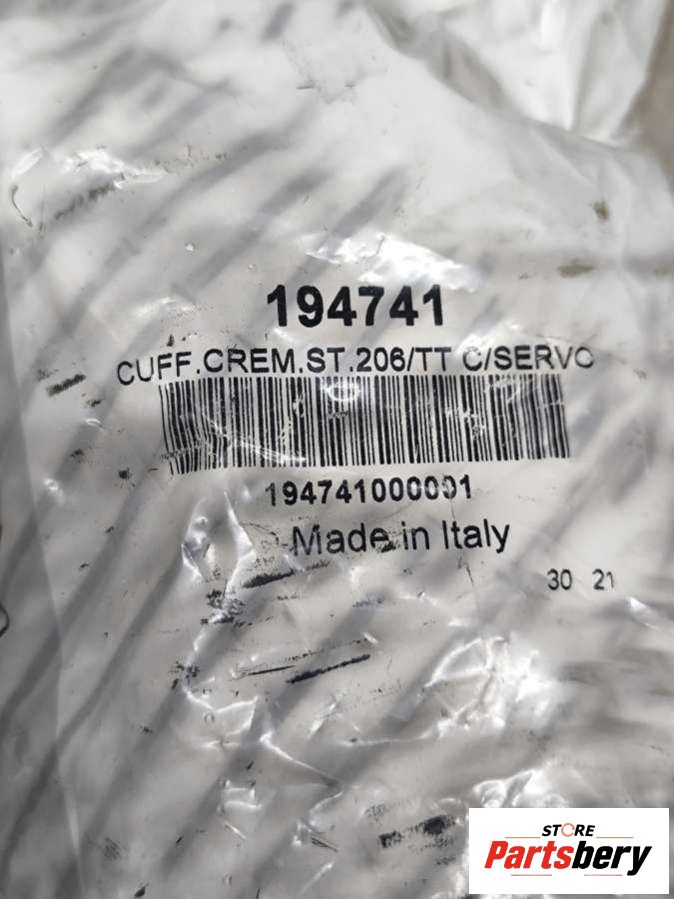 194741
CUFF.CREM.ST.206/TT C/SERVO
194741000001
Made in Italy
30 21
STORE
Partsbery